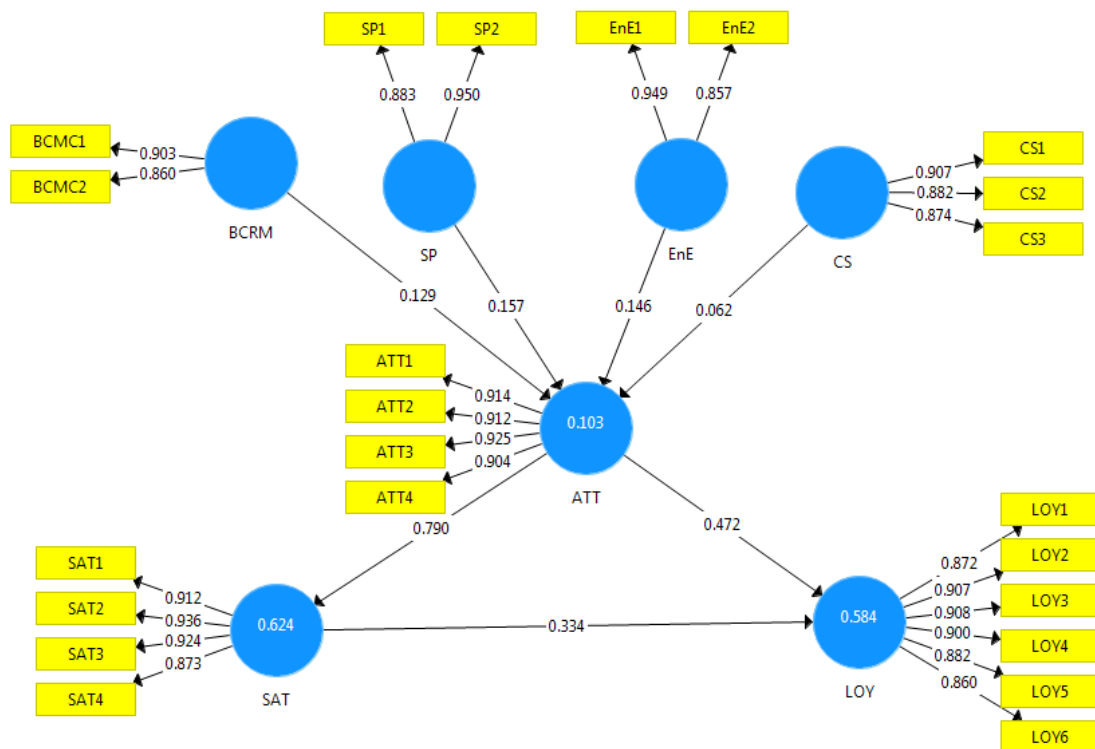 SP1
SP2
EnE1
EnE2
0.883
0.950
0.949
0.857
BCMC1
BCMC2
0.903
0.860
BCRM
SP
EnE
CS
0.907
0.882
0.874
CS1
CS2
CS3
0.129
0.157
0.146
0.062
ATT1
ATT2
ATT3
ATT4
0.914
0.912
0.925
0.904
0.103
ATT
0.790
0.472
SAT1
SAT2
SAT3
SAT4
0.912
0.936
0.924
0.873
0.624
SAT
0.334
0.584
LOY
0.872
0.907
0.908
0.900
0.882
0.860
LOY1
LOY2
LOY3
LOY4
LOY5
LOY6